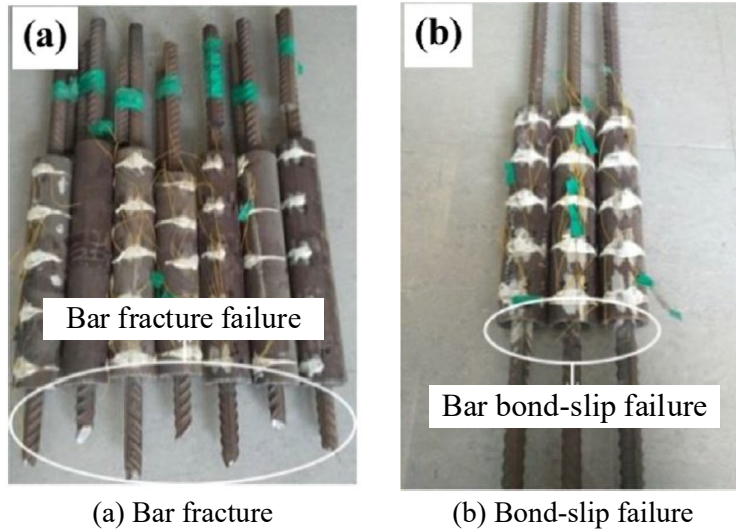 (a)
Bar fracture failure
(b)
Bar bond-slip failure
(a) Bar fracture
(b) Bond-slip failure